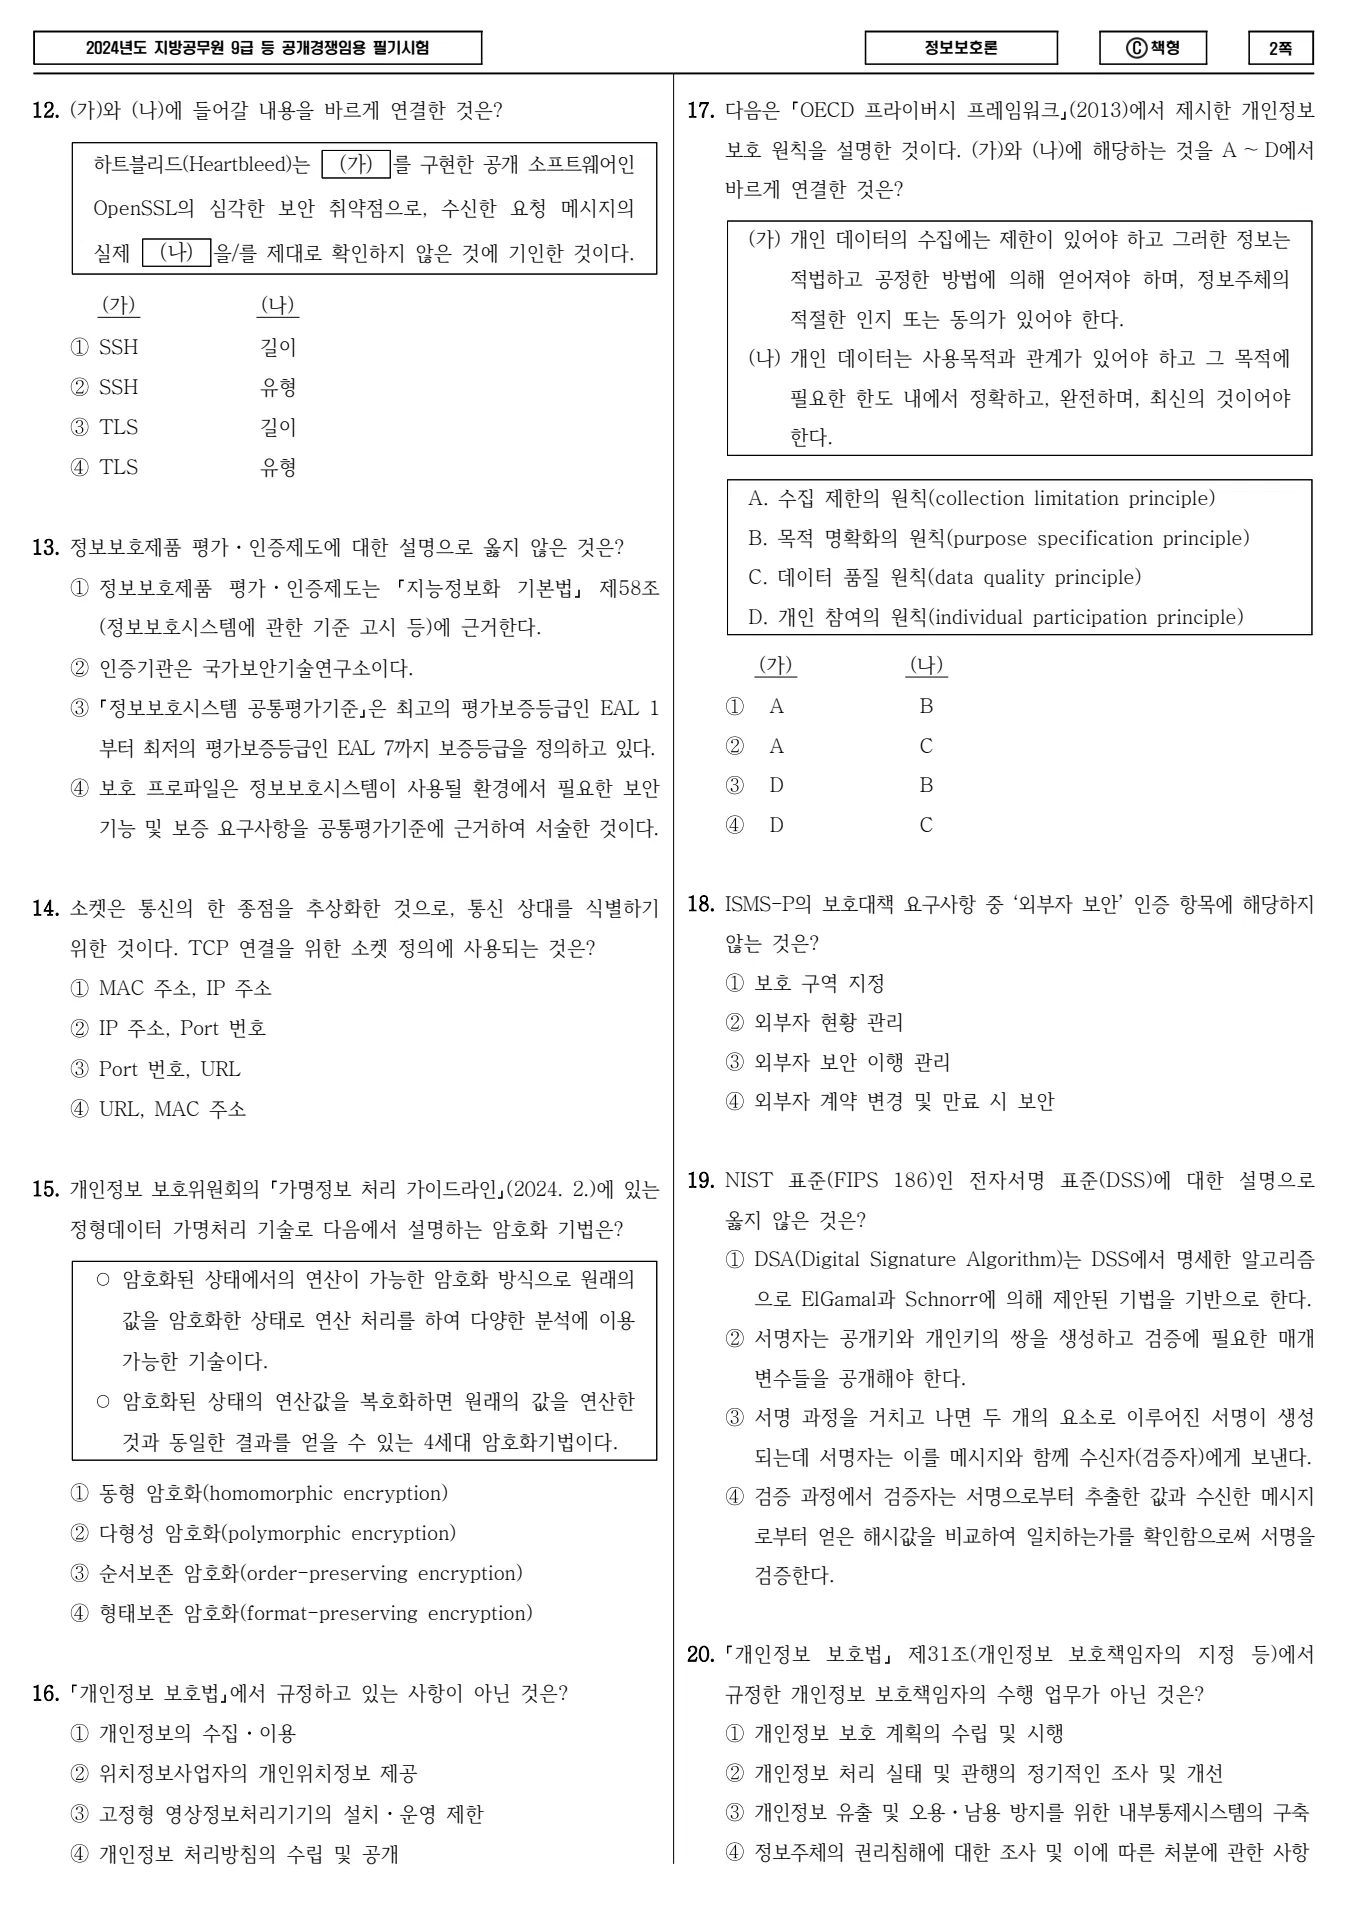 2024년도 지방공무원 9급 등 공개경쟁임용 필기시험
정보보호론
Ⓒ책형
2쪽
12. (가)와 (나)에 들어갈 내용을 바르게 연결한 것은?
하트블리드(Heartbleed)는 (가) 를 구현한 공개 소프트웨어인
OpenSSL의 심각한 보안 취약점으로, 수신한 요청 메시지의
실제 (나) 을/를 제대로 확인하지 않은 것에 기인한 것이다.
(가) (나)
① SSH 길이
② SSH 유형
③ TLS 길이
④ TLS 유형
13. 정보보호제품 평가･인증제도에 대한 설명으로 옳지 않은 것은?
① 정보보호제품 평가･인증제도는 「지능정보화 기본법」 제58조
(정보보호시스템에 관한 기준 고시 등)에 근거한다.
② 인증기관은 국가보안기술연구소이다.
③ 「정보보호시스템 공통평가기준」은 최고의 평가보증등급인 EAL 1
부터 최저의 평가보증등급인 EAL 7까지 보증등급을 정의하고 있다.
④ 보호 프로파일은 정보보호시스템이 사용될 환경에서 필요한 보안
기능 및 보증 요구사항을 공통평가기준에 근거하여 서술한 것이다.
14. 소켓은 통신의 한 종점을 추상화한 것으로, 통신 상대를 식별하기
위한 것이다. TCP 연결을 위한 소켓 정의에 사용되는 것은?
① MAC 주소, IP 주소
② IP 주소, Port 번호
③ Port 번호, URL
④ URL, MAC 주소
15. 개인정보 보호위원회의 「가명정보 처리 가이드라인」(2024. 2.)에 있는
정형데이터 가명처리 기술로 다음에서 설명하는 암호화 기법은?
○ 암호화된 상태에서의 연산이 가능한 암호화 방식으로 원래의
값을 암호화한 상태로 연산 처리를 하여 다양한 분석에 이용
가능한 기술이다.
○ 암호화된 상태의 연산값을 복호화하면 원래의 값을 연산한
것과 동일한 결과를 얻을 수 있는 4세대 암호화기법이다.
① 동형 암호화(homomorphic encryption)
② 다형성 암호화(polymorphic encryption)
③ 순서보존 암호화(order-preserving encryption)
④ 형태보존 암호화(format-preserving encryption)
16. 「개인정보 보호법」에서 규정하고 있는 사항이 아닌 것은?
① 개인정보의 수집･이용
② 위치정보사업자의 개인위치정보 제공
③ 고정형 영상정보처리기기의 설치･운영 제한
④ 개인정보 처리방침의 수립 및 공개
17. 다음은 「OECD 프라이버시 프레임워크」(2013)에서 제시한 개인정보
보호 원칙을 설명한 것이다. (가)와 (나)에 해당하는 것을 A ~ D에서
바르게 연결한 것은?
(가) 개인 데이터의 수집에는 제한이 있어야 하고 그러한 정보는
적법하고 공정한 방법에 의해 얻어져야 하며, 정보주체의
적절한 인지 또는 동의가 있어야 한다.
(나) 개인 데이터는 사용목적과 관계가 있어야 하고 그 목적에
필요한 한도 내에서 정확하고, 완전하며, 최신의 것이어야
한다.
A. 수집 제한의 원칙(collection limitation principle)
B. 목적 명확화의 원칙(purpose specification principle)
C. 데이터 품질 원칙(data quality principle)
D. 개인 참여의 원칙(individual participation principle)
(가) (나)
① A B
② A C
③ D B
④ D C
18. ISMS-P의 보호대책 요구사항 중 ‘외부자 보안’ 인증 항목에 해당하지
않는 것은?
① 보호 구역 지정
② 외부자 현황 관리
③ 외부자 보안 이행 관리
④ 외부자 계약 변경 및 만료 시 보안
19. NIST 표준(FIPS 186)인 전자서명 표준(DSS)에 대한 설명으로
옳지 않은 것은?
① DSA(Digital Signature Algorithm)는 DSS에서 명세한 알고리즘
으로 ElGamal과 Schnorr에 의해 제안된 기법을 기반으로 한다.
② 서명자는 공개키와 개인키의 쌍을 생성하고 검증에 필요한 매개
변수들을 공개해야 한다.
③ 서명 과정을 거치고 나면 두 개의 요소로 이루어진 서명이 생성
되는데 서명자는 이를 메시지와 함께 수신자(검증자)에게 보낸다.
④ 검증 과정에서 검증자는 서명으로부터 추출한 값과 수신한 메시지
로부터 얻은 해시값을 비교하여 일치하는가를 확인함으로써 서명을
검증한다.
20. 「개인정보 보호법」 제31조(개인정보 보호책임자의 지정 등)에서
규정한 개인정보 보호책임자의 수행 업무가 아닌 것은?
① 개인정보 보호 계획의 수립 및 시행
② 개인정보 처리 실태 및 관행의 정기적인 조사 및 개선
③ 개인정보 유출 및 오용･남용 방지를 위한 내부통제시스템의 구축
④ 정보주체의 권리침해에 대한 조사 및 이에 따른 처분에 관한 사항